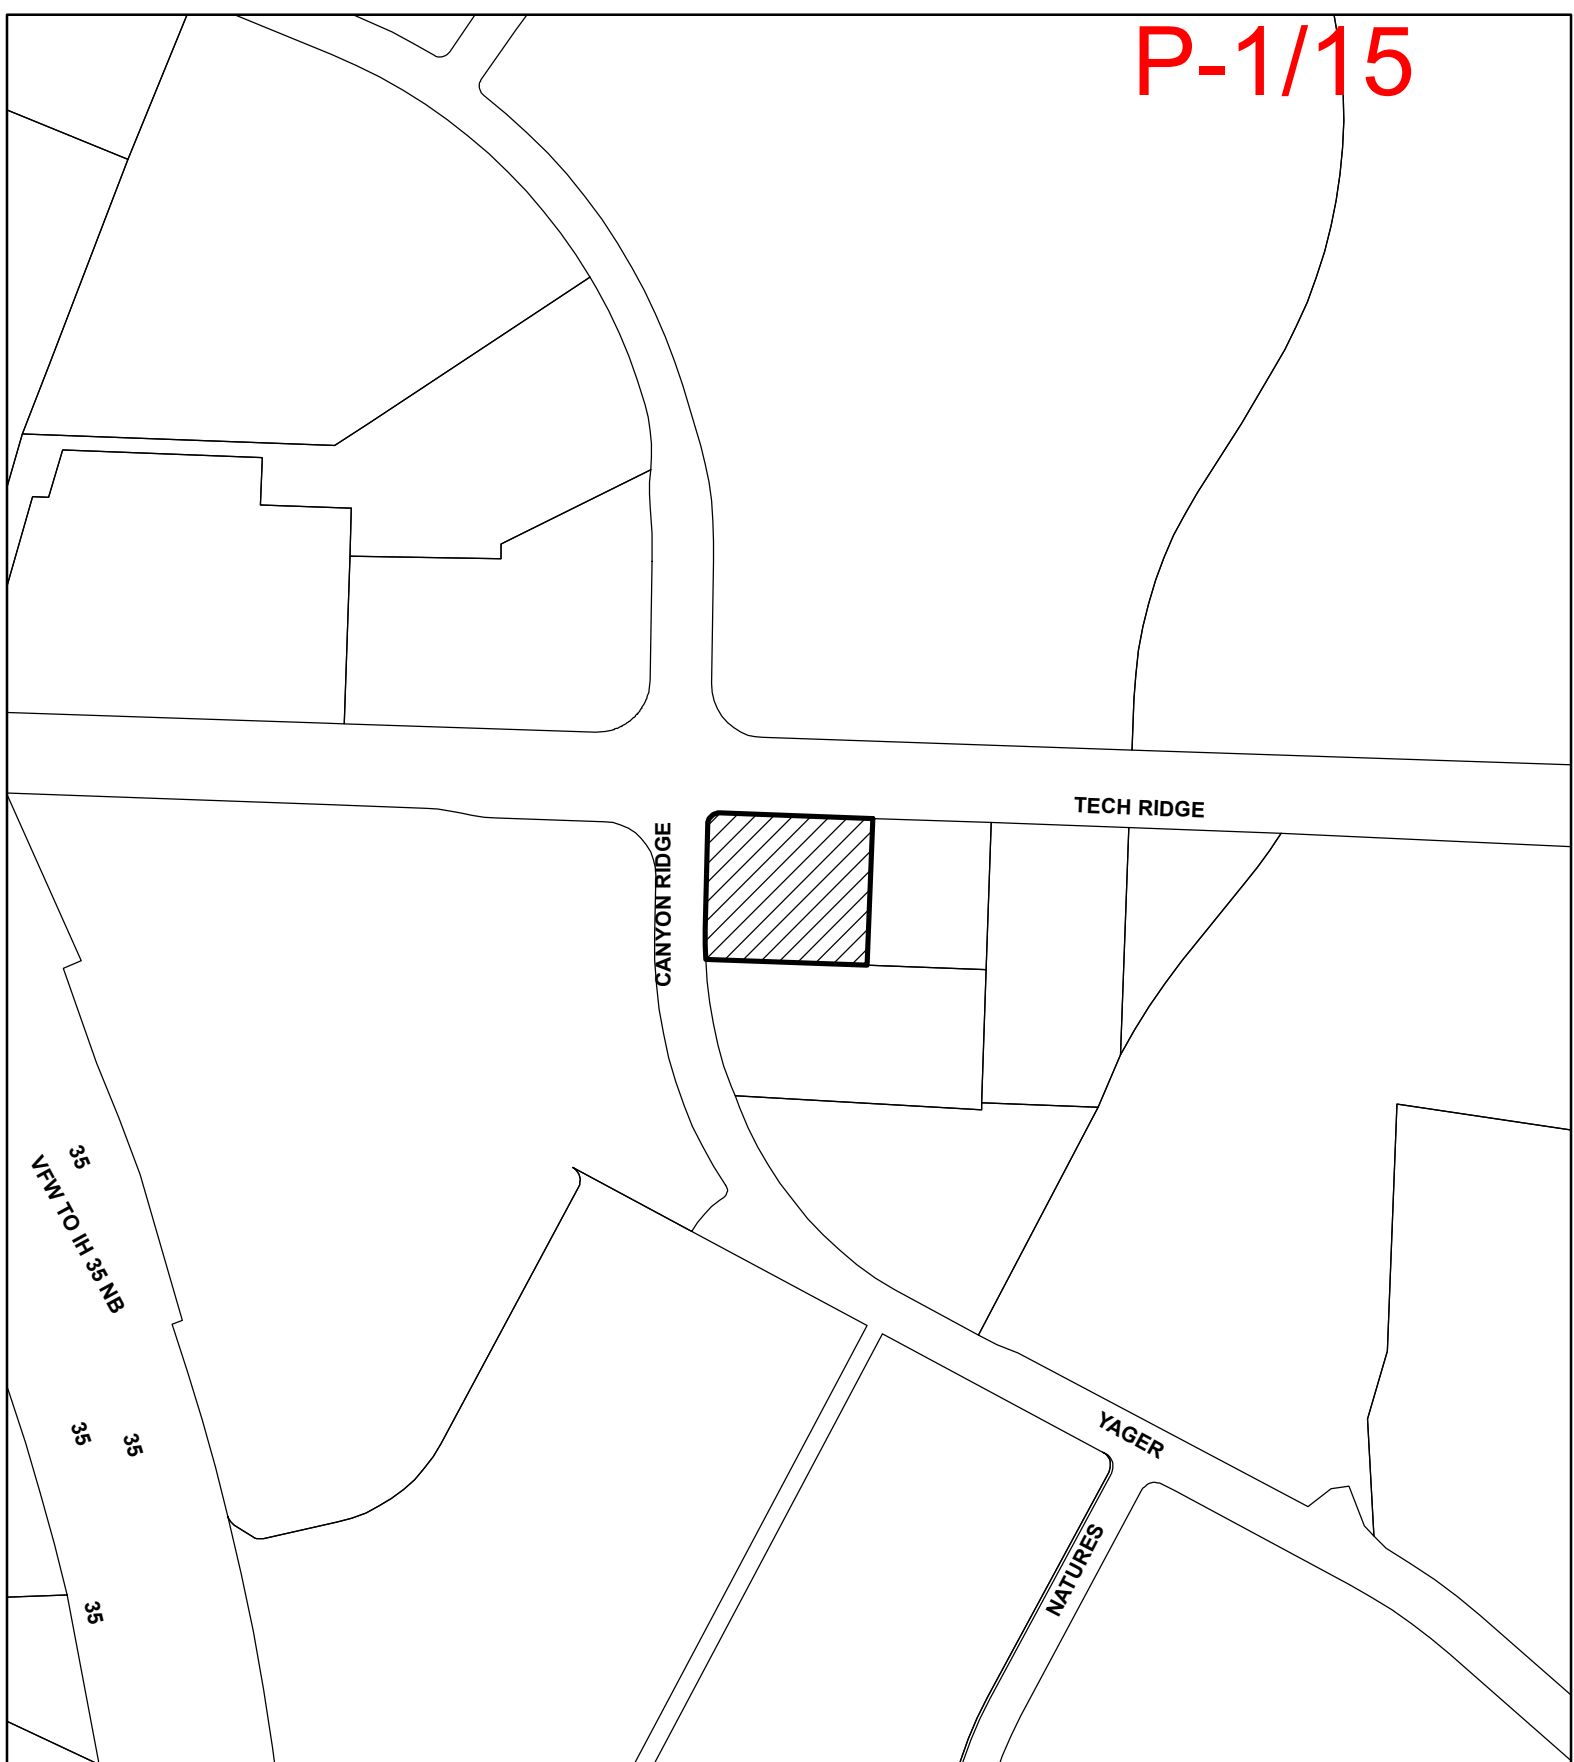 P-1/15
TECH RIDGE
CANYON RIDGE
35
VFW TO IH 35 NB
35
35
YAGER
NATURES
35